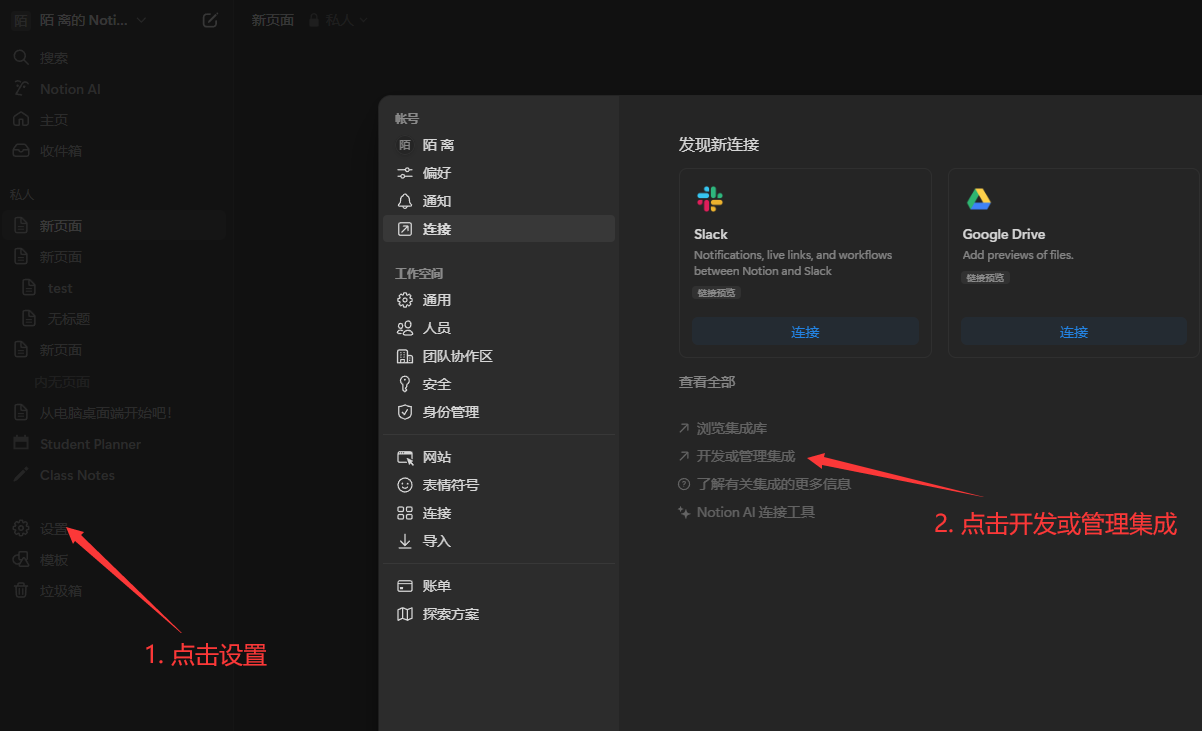 陌 陌 离的 Noti...
新页面 私人
搜索
Notion AI
主页
收件箱
私人
新页面
新页面
test
无标题
新页面
内无页面
从电脑桌面端开始吧!
Student Planner
Class Notes
设置
模板
垃圾箱
1. 点击设置
帐号
陌 陌 离
偏好
通知
连接
工作空间
通用
人员
团队协作区
安全
身份管理
网站
表情符号
连接
导入
账单
探索方案
发现新连接
Slack
Notifications, live links, and workflows
between Notion and Slack
链接预览
连接
Google Drive
Add previews of files.
链接预览
连接
查看全部
浏览集成库
开发或管理集成
了解有关集成的更多信息
Notion AI 连接工具
2. 点击开发或管理集成